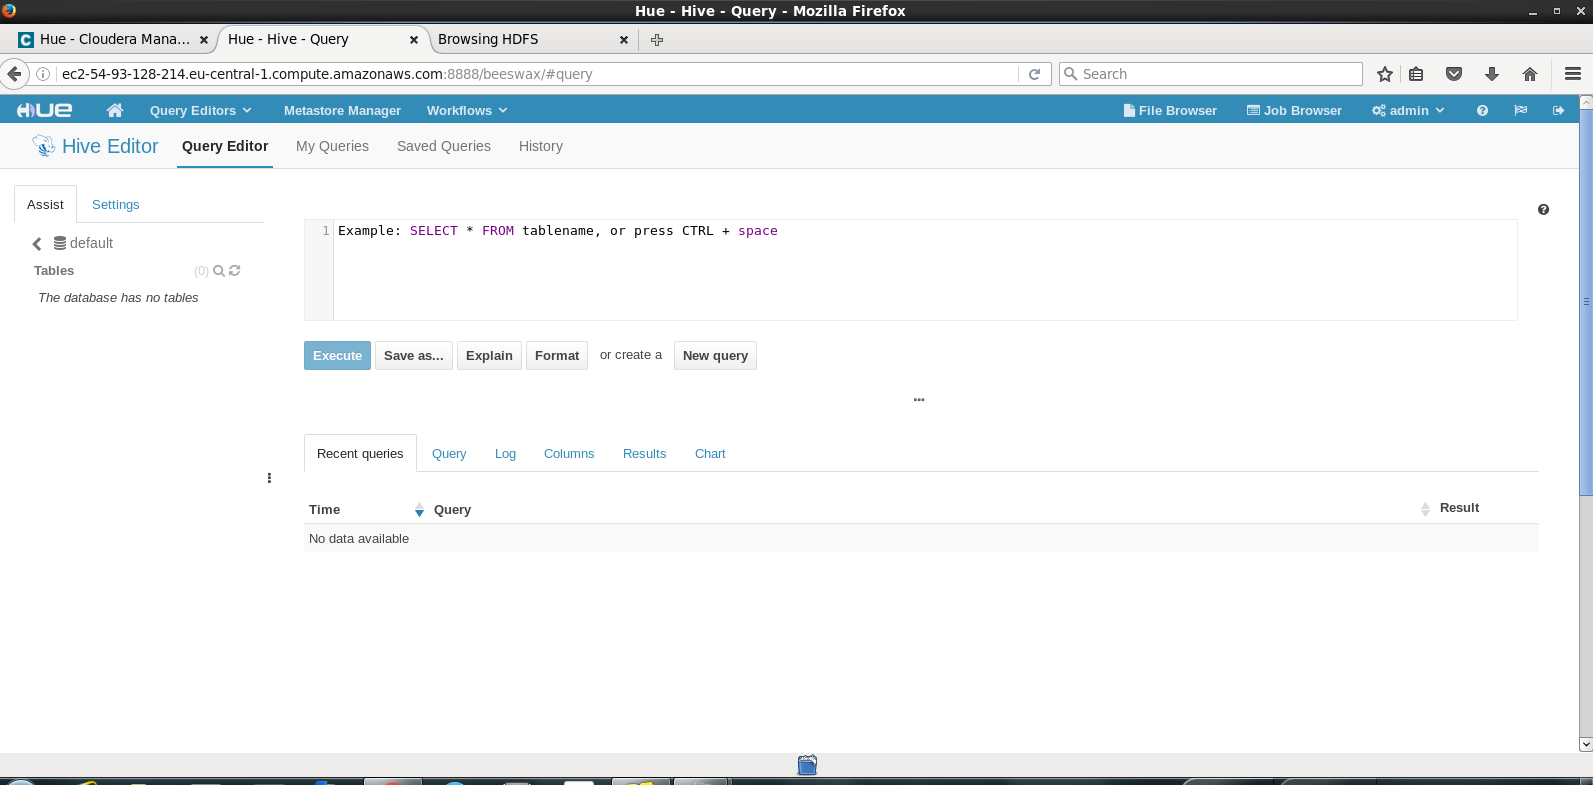 Hue - Hive - Query - Mozilla Firefox
Hue - Cloudera Mana...
Hue - Hive - Query
Browsing HDFS
ec2-54-93-128-214.eu-central-1.compute.amazonaws.com:8888/beeswax/#query
Search
HUE
Query Editors
Metastore Manager
Workflows
File Browser
Job Browser
admin
Hive Editor
Query Editor
My Queries
Saved Queries
History
Assist
Settings
default
Tables
(0)
The database has no tables
1
Example: SELECT * FROM tablename, or press CTRL + space
Execute
Save as...
Explain
Format
or create a
New query
Recent queries
Query
Log
Columns
Results
Chart
Time
Query
Result
No data available